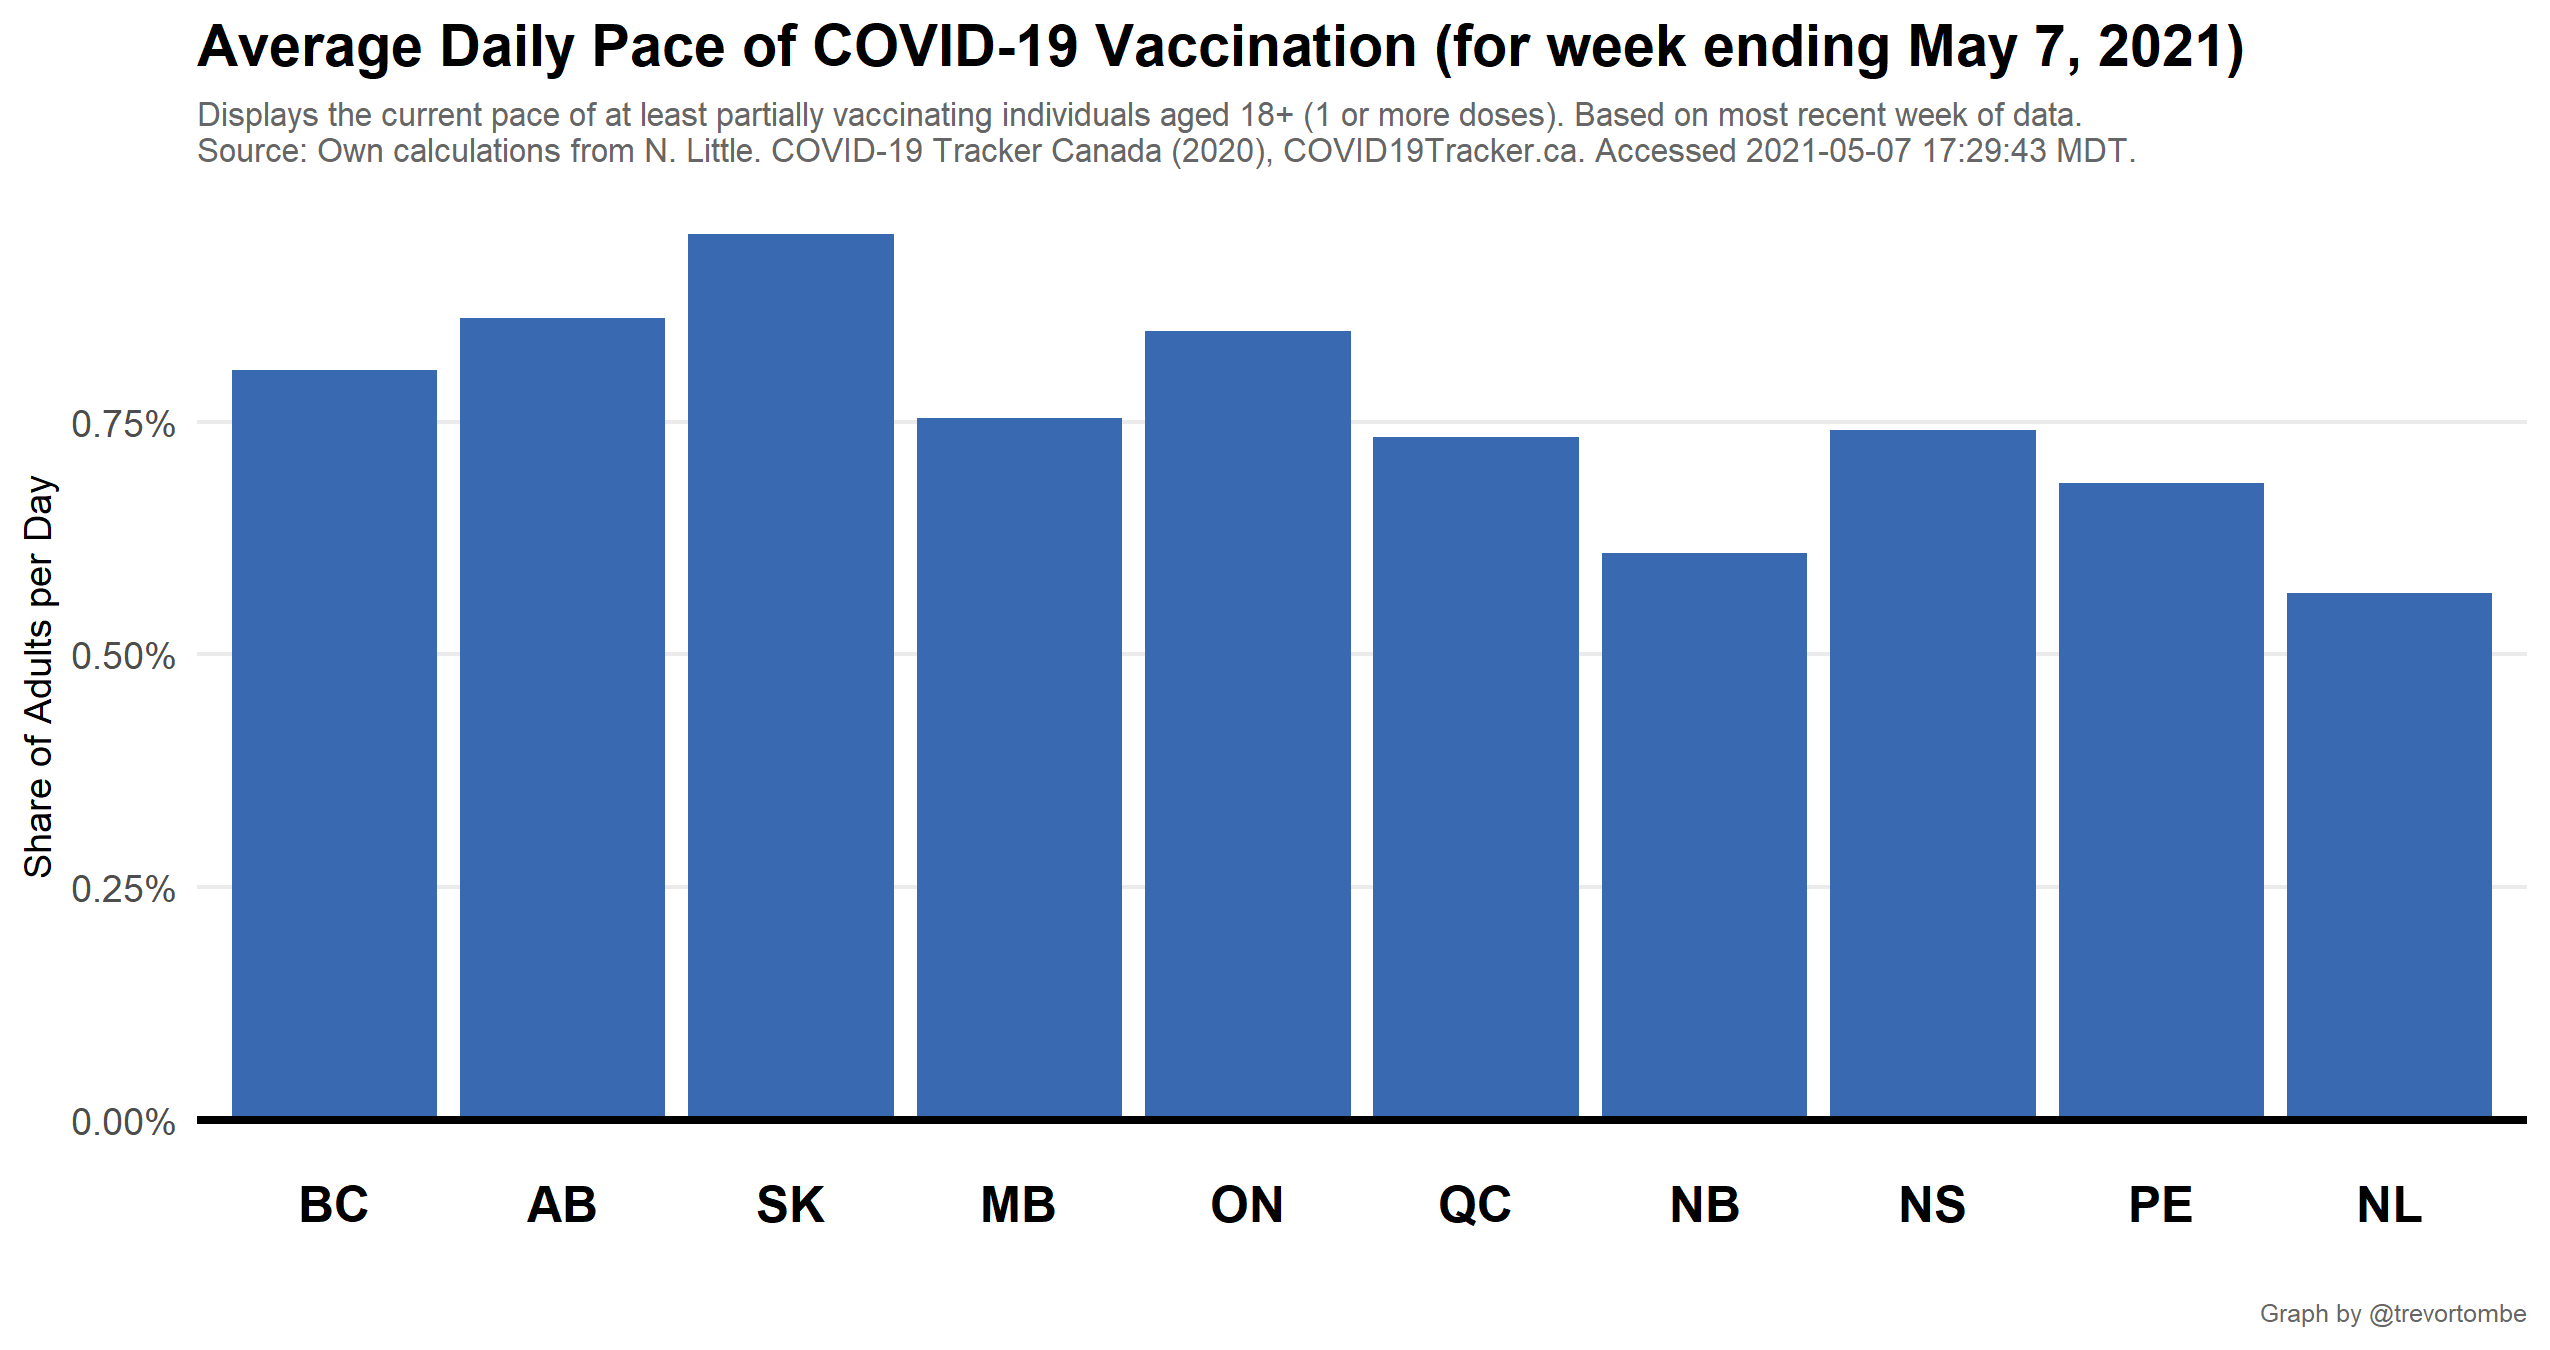 Average Daily Pace of COVID-19 Vaccination (for week ending May 7, 2021)
Displays the current pace of at least partially vaccinating individuals aged 18+ (1 or more doses). Based on most recent week of data.
Source: Own calculations from N. Little. COVID-19 Tracker Canada (2020), COVID19Tracker.ca. Accessed 2021-05-07 17:29:43 MDT.
Share of Adults per Day
0.75%
0.50%
0.25%
0.00%
BC AB SK MB ON QC NB NS PE NL
Graph by @trevortombe